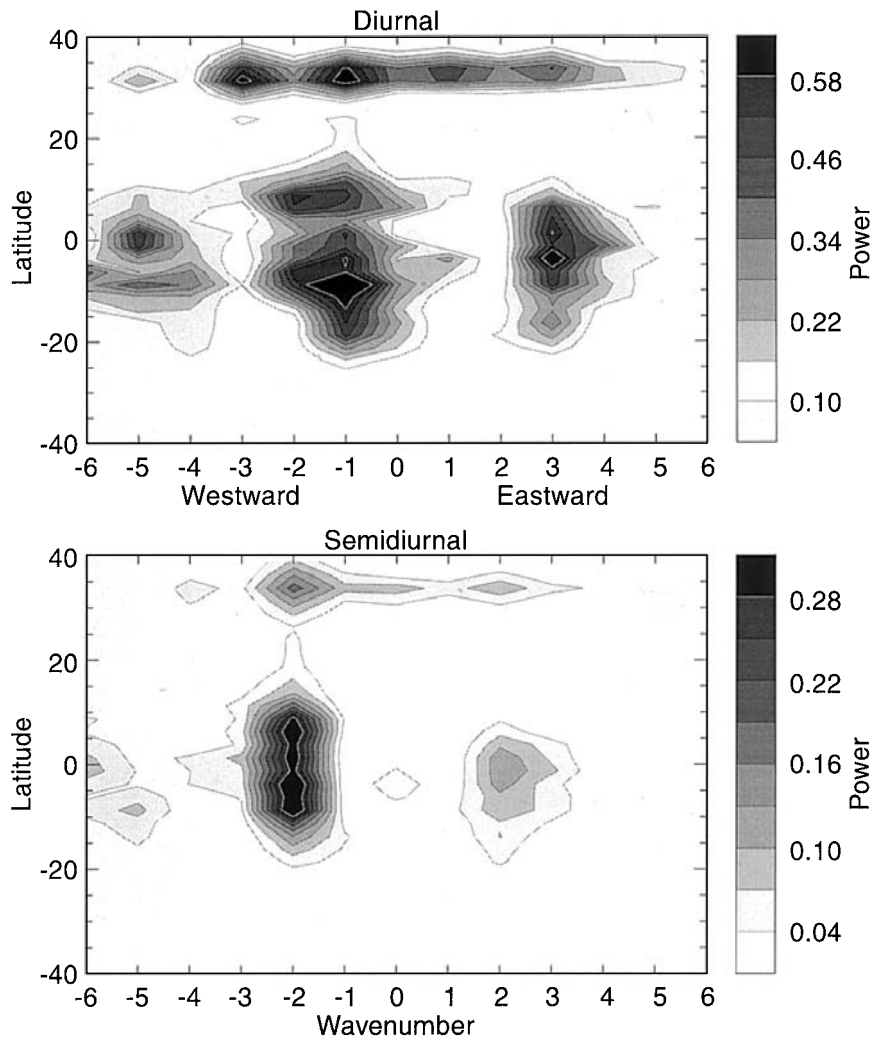 Diurnal
40
20
0
-20
-40
Latitude
-6 -5 -4 -3 -2 -1 0 1 2 3 4 5 6
Westward Eastward
0.58
0.46
0.34
0.22
0.10
Power
Semidiurnal
40
20
0
-20
-40
Latitude
-6 -5 -4 -3 -2 -1 0 1 2 3 4 5 6
Wavenumber
0.28
0.22
0.16
0.10
0.04
Power